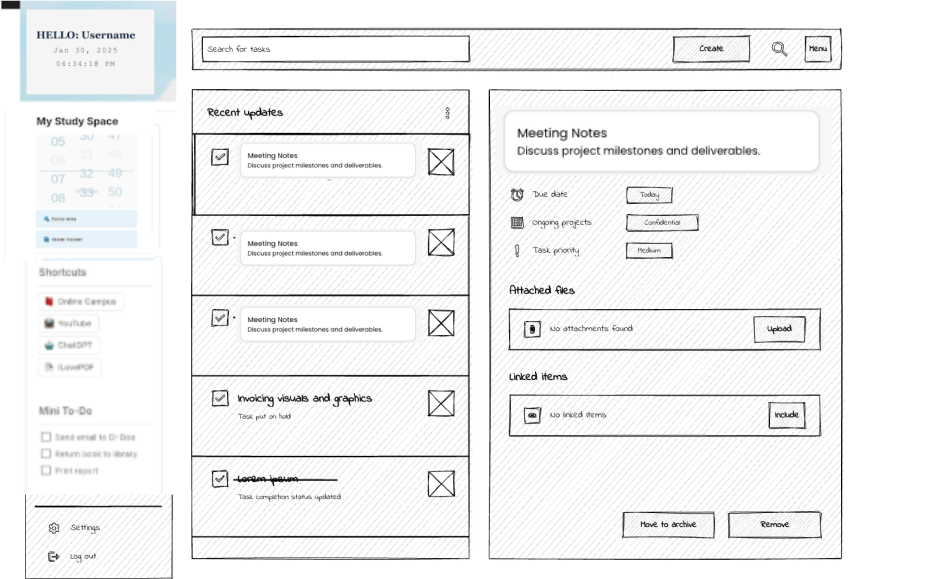 HELLO: Username
Jan 30, 2025
06:34:18 PM
My Study Space
05 30 47
06 31 48
07 32 49
08 33 50
Focus Area
Shortcuts
Online Campus
YouTube
ChatGPT
ILovePDF
Mini To-Do
Send email to Dr Doe
Return book to library
Print report
Settings
Log out
Search for tasks
Create
Menu
Recent updates
Meeting Notes
Discuss project milestones and deliverables.
Meeting Notes
Discuss project milestones and deliverables.
Meeting Notes
Discuss project milestones and deliverables.
Invoicing visuals and graphics
Task put on hold
Lorem ipsum
Task completion status updated
Meeting Notes
Discuss project milestones and deliverables.
Due date Today
Ongoing projects Confidential
Task priority Medium
Attached files
No attachments found Upload
Linked items
No linked items Include
Move to archive Remove